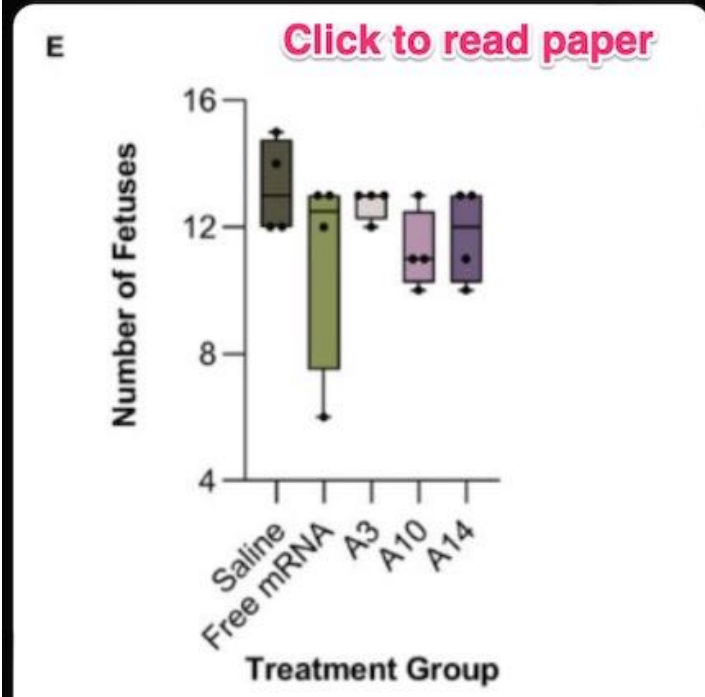 E
Click to read paper
16
12
8
4
Number of Fetuses
Saline
Free mRNA
A3
A10
A14
Treatment Group